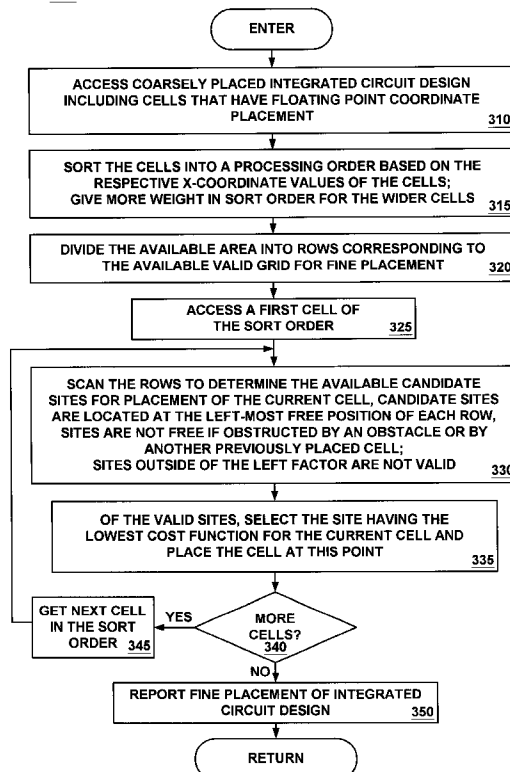 ENTER
ACCESS COARSELY PLACED INTEGRATED CIRCUIT DESIGN
INCLUDING CELLS THAT HAVE FLOATING POINT COORDINATE
PLACEMENT
310
SORT THE CELLS INTO A PROCESSING ORDER BASED ON THE
RESPECTIVE X-COORDINATE VALUES OF THE CELLS;
GIVE MORE WEIGHT IN SORT ORDER FOR THE WIDER CELLS
315
DIVIDE THE AVAILABLE AREA INTO ROWS CORRESPONDING TO
THE AVAILABLE VALID GRID FOR FINE PLACEMENT
320
ACCESS A FIRST CELL OF
THE SORT ORDER
325
SCAN THE ROWS TO DETERMINE THE AVAILABLE CANDIDATE
SITES FOR PLACEMENT OF THE CURRENT CELL, CANDIDATE SITES
ARE LOCATED AT THE LEFT-MOST FREE POSITION OF EACH ROW,
SITES ARE NOT FREE IF OBSTRUCTED BY AN OBSTACLE OR BY
ANOTHER PREVIOUSLY PLACED CELL;
SITES OUTSIDE OF THE LEFT FACTOR ARE NOT VALID
330
OF THE VALID SITES, SELECT THE SITE HAVING THE
LOWEST COST FUNCTION FOR THE CURRENT CELL AND
PLACE THE CELL AT THIS POINT
335
GET NEXT CELL
IN THE SORT
ORDER 345
YES
MORE
CELLS?
340
NO
REPORT FINE PLACEMENT OF INTEGRATED
CIRCUIT DESIGN
350
RETURN